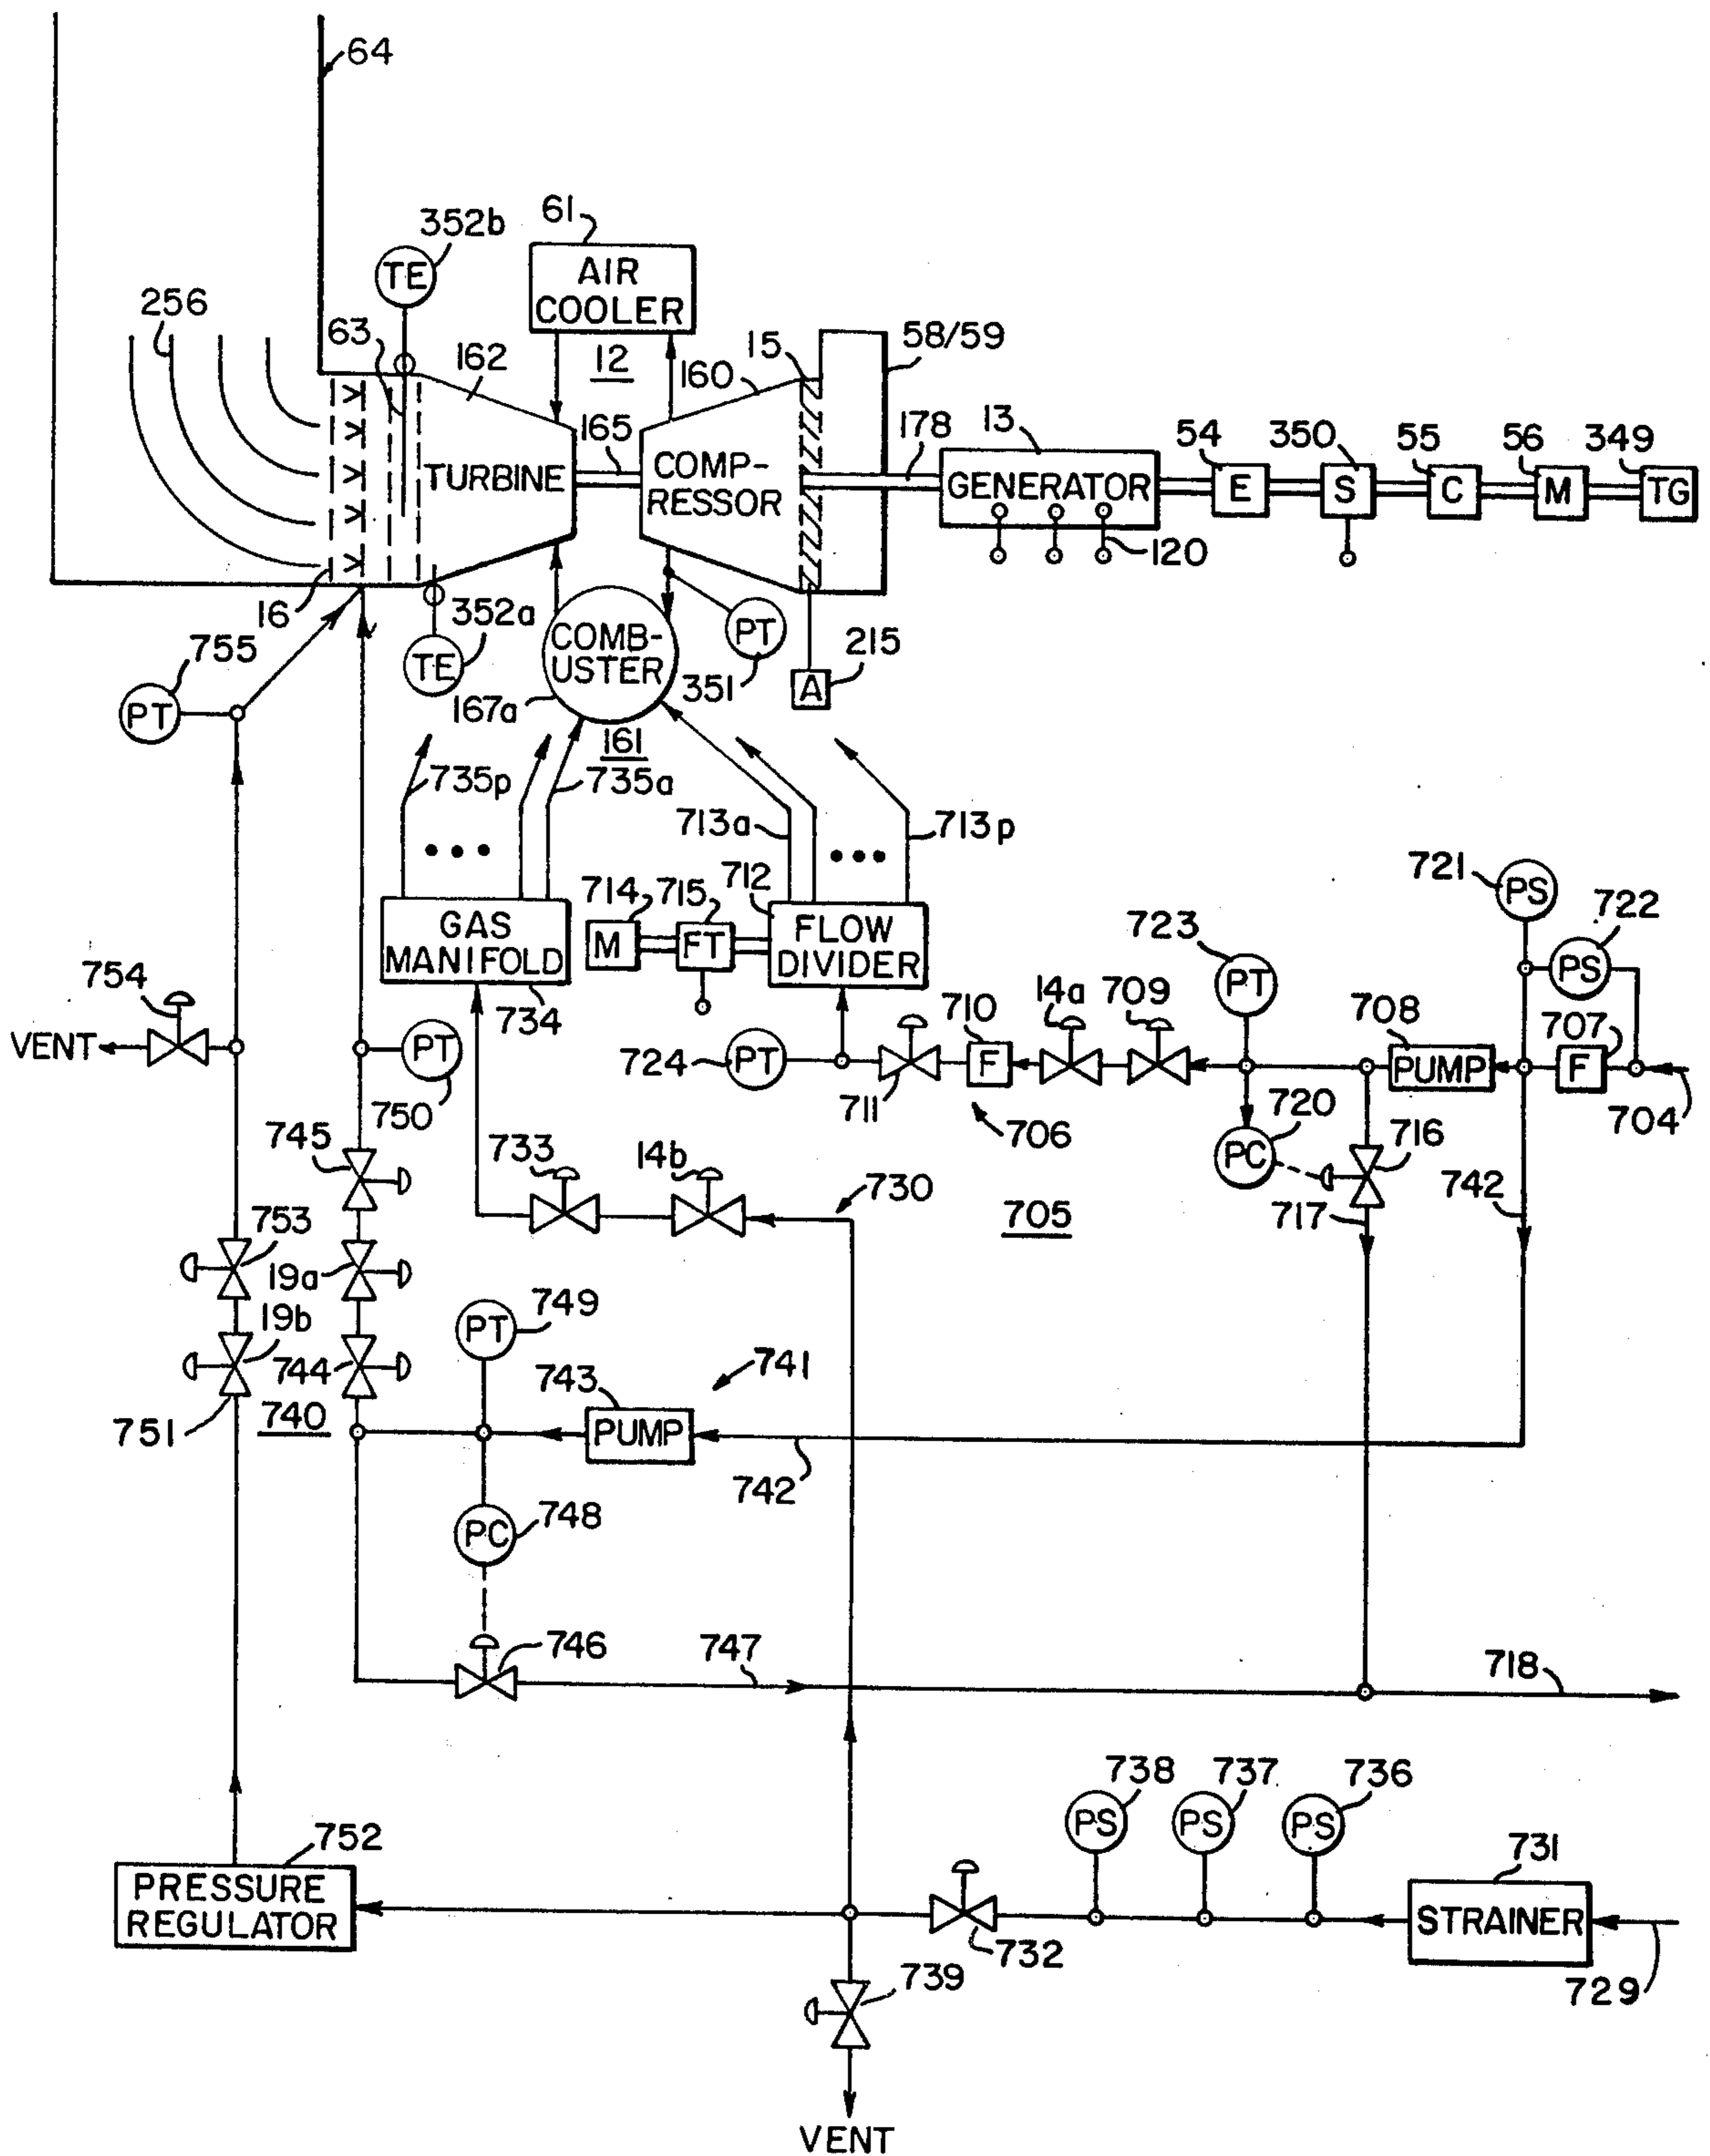 64
352b
61
TE
AIR
COOLER
256
63
162
12
160
15
58/59
165
178
13
54
350
55
56
349
TURBINE
COMP-
RESSOR
GENERATOR
E
S
C
M
TG
120
16
352a
TE
COMB-
USTER
PT
351
215
A
755
PT
167a
161
735p
735a
713a
713p
714
715
712
721
PS
722
PS
GAS
MANIFOLD
M
FT
FLOW
DIVIDER
723
PT
754
734
710
14a
709
708
707
VENT
PT
750
724
PT
711
F
706
PUMP
F
704
720
PC
716
745
733
14b
730
705
717
742
753
19a
19b
749
PT
741
744
743
PUMP
751
740
742
PC
748
746
747
718
738
737
736
PS
PS
PS
752
731
PRESSURE
REGULATOR
STRAINER
732
729
739
VENT